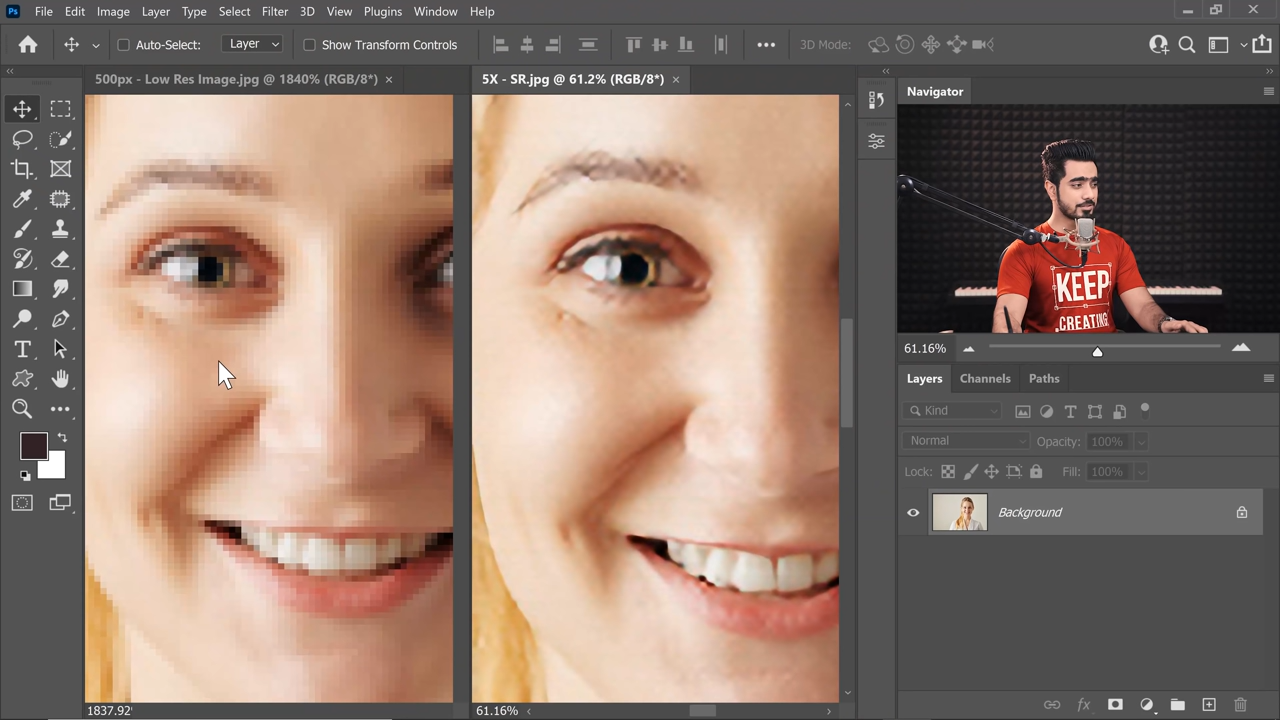 Ps File Edit Image Layer Type Select Filter 3D View Plugins Window Help
Auto-Select: Layer Show Transform Controls 3D Mode:
500px - Low Res Image.jpg @ 1840% (RGB/8*) × 5X - SR.jpg @ 61.2% (RGB/8*) ×
Navigator
KEEP
CREATING
61.16%
Layers Channels Paths
Kind
Normal Opacity: 100%
Lock: Fill: 100%
Background
1837.92% 61.16%